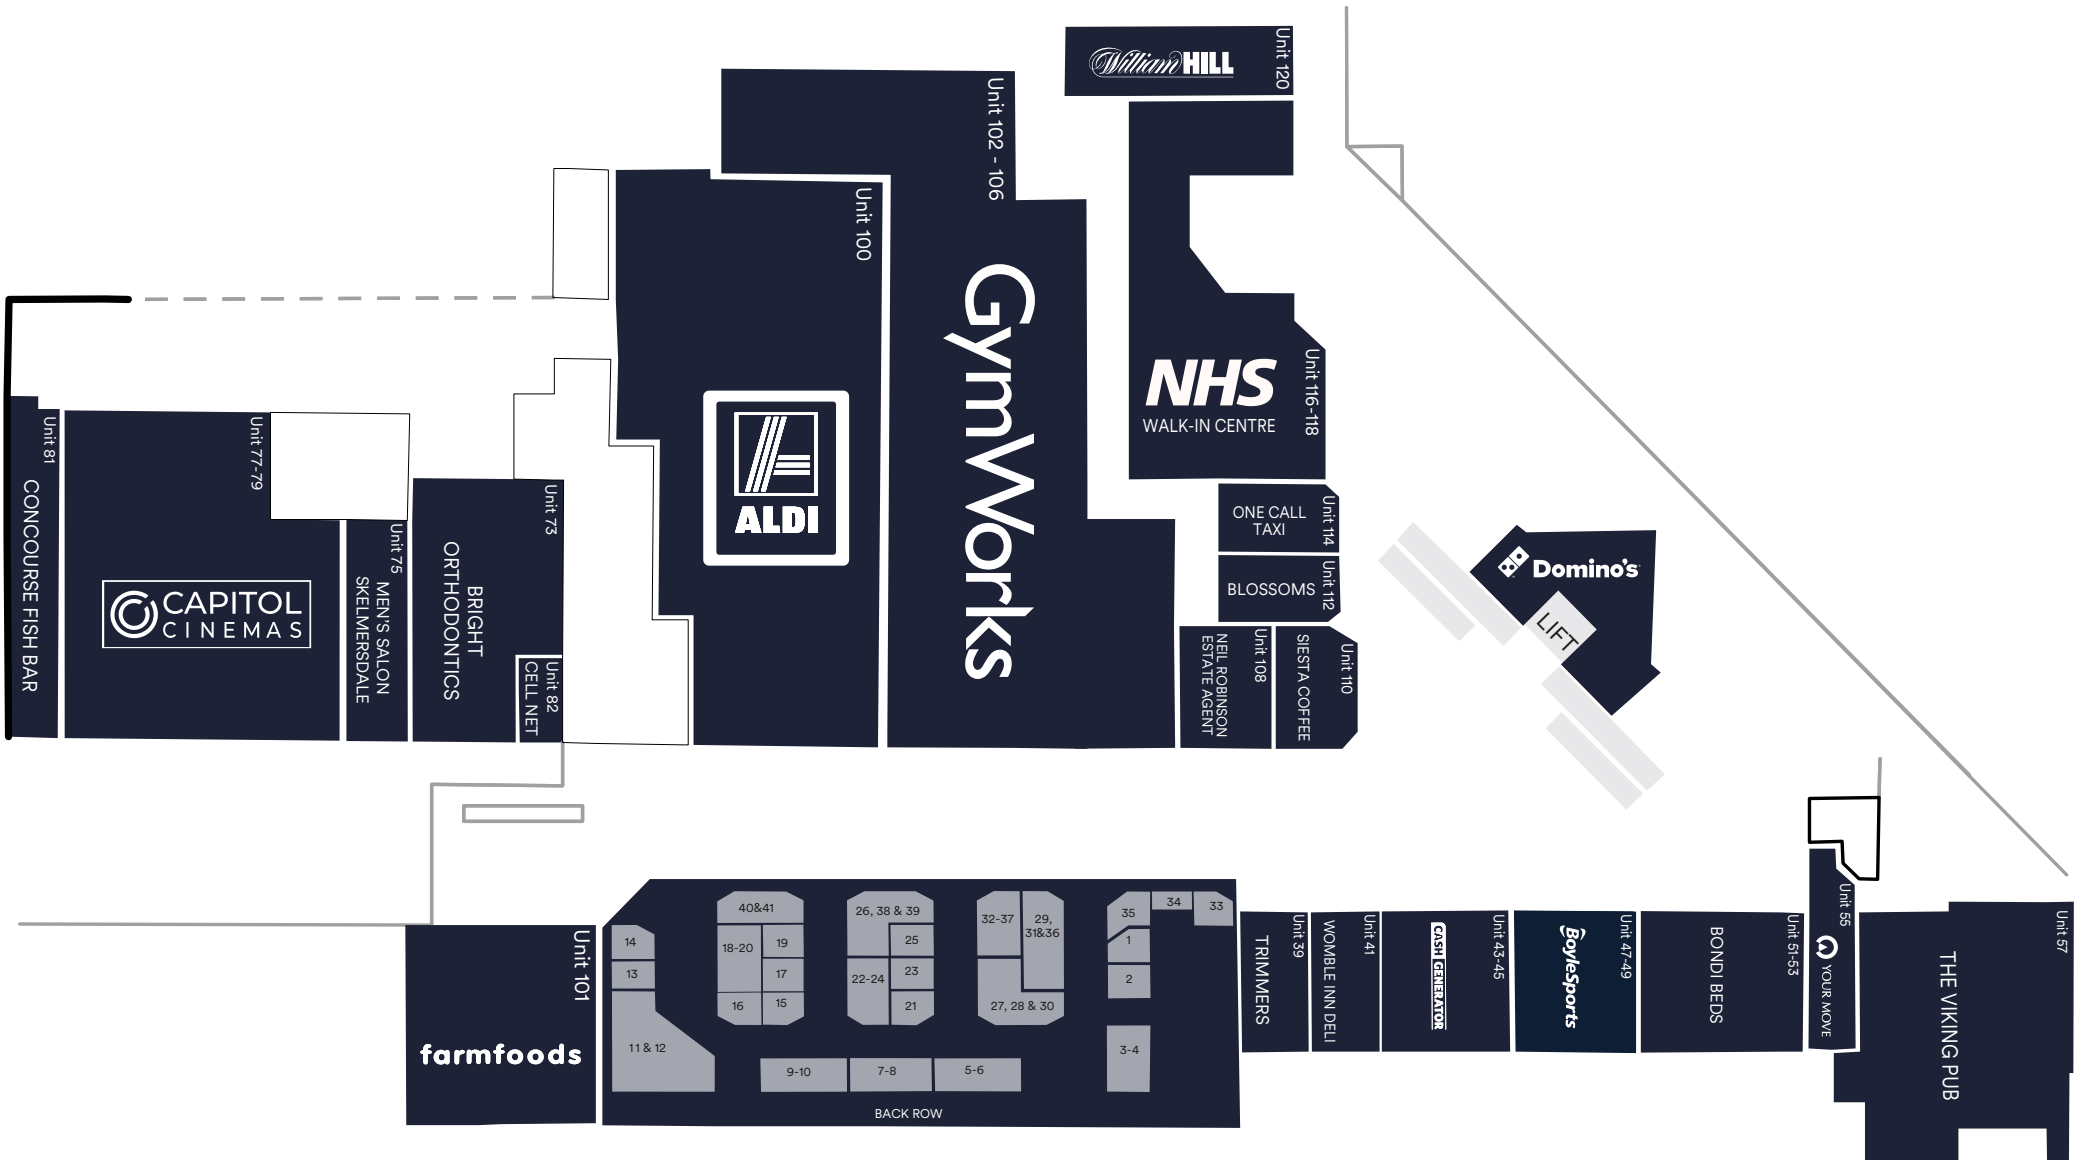 William HILL
Unit 120
Unit 102 - 106
GymWorks
Unit 100
ALDI
NHS
WALK-IN CENTRE
Unit 116-118
ONE CALL
TAXI
Unit 114
BLOSSOMS
Unit 112
NEIL ROBINSON
ESTATE AGENT
Unit 108
SIESTA COFFEE
Unit 110
Domino's
LIFT
Unit 81
CONCOURSE FISH BAR
Unit 77-79
CAPITOL
CINEMAS
Unit 75
MEN'S SALON
SKELMERSDALE
Unit 73
BRIGHT
ORTHODONTICS
Unit 82
CELL NET
Unit 101
farmfoods
14
13
11 & 12
40&41
18-20
19
17
16
15
26, 38 & 39
25
22-24
23
21
32-37
29,
31&36
27, 28 & 30
35
34
33
1
2
3-4
9-10
7-8
5-6
BACK ROW
Unit 39
TRIMMERS
Unit 41
WOMBLE INN DELI
Unit 43-45
CASH GENERATOR
Unit 47-49
BoyleSports
Unit 51-53
BONDI BEDS
Unit 55
YOUR MOVE
Unit 57
THE VIKING PUB